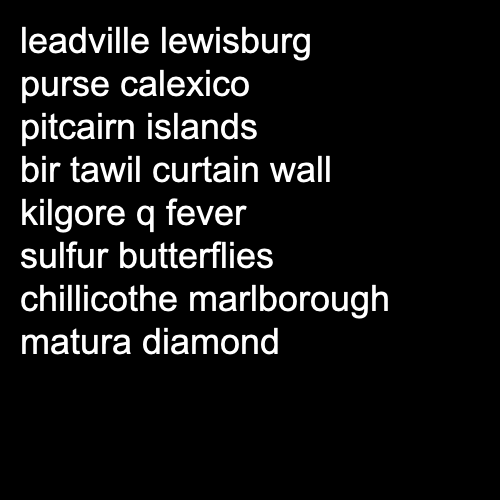 leadville lewisburg
purse calexico
pitcairn islands
bir tawil curtain wall
kilgore q fever
sulfur butterflies
chillicothe marlborough
matura diamond